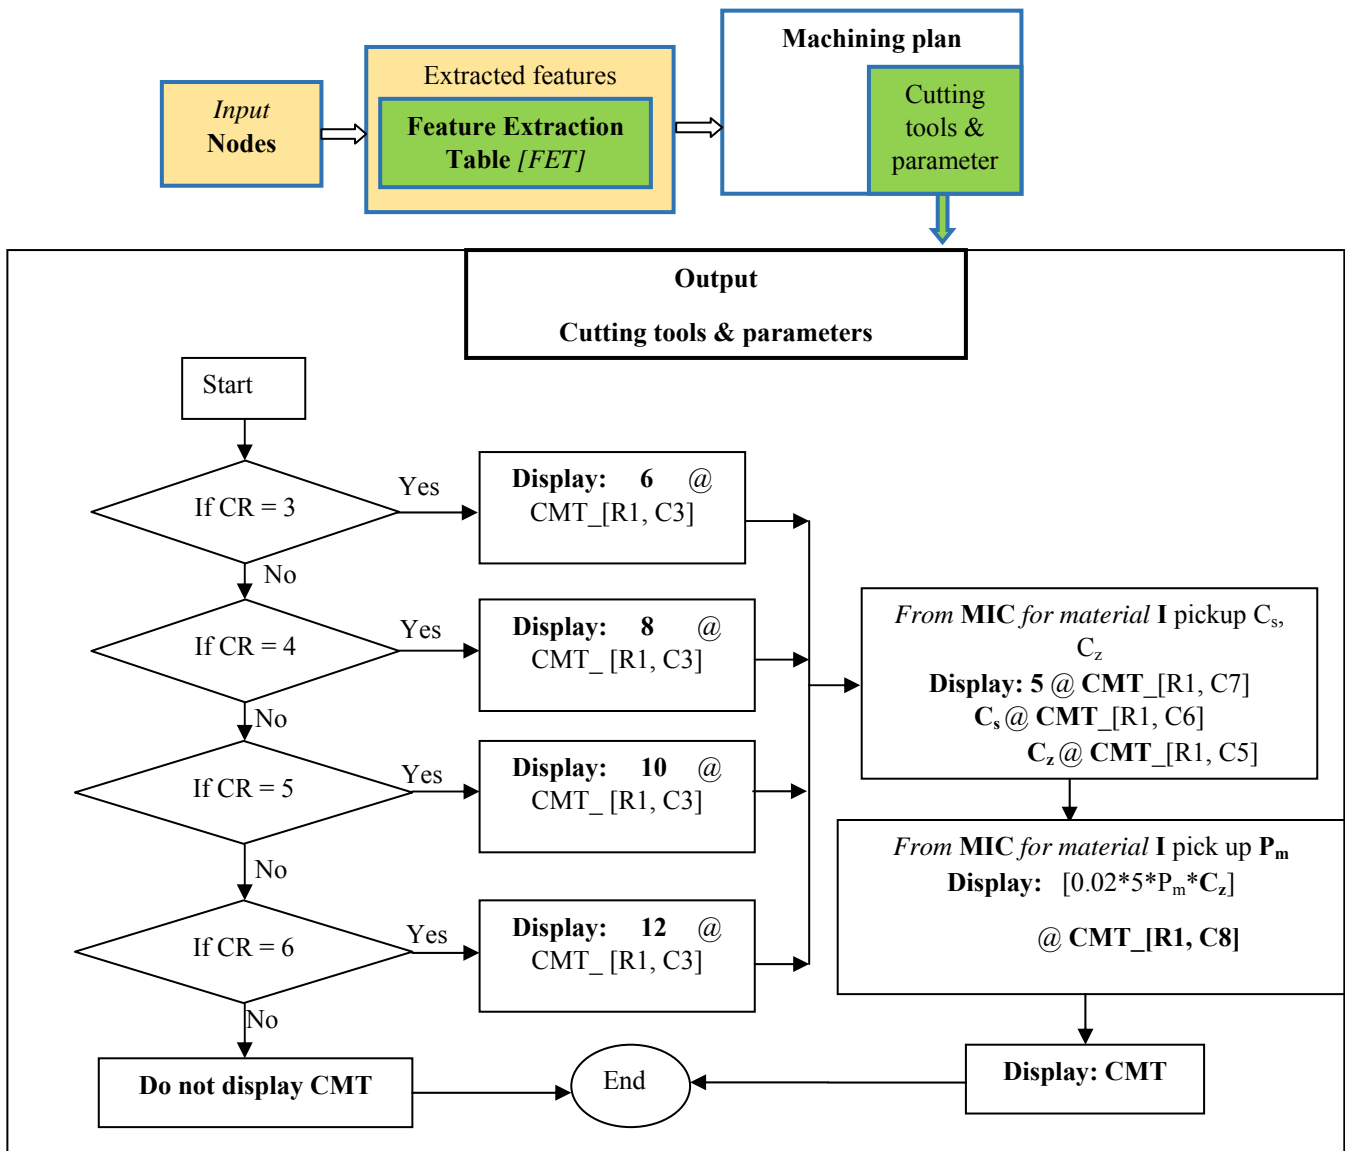 Input
Nodes
Extracted features
Feature Extraction
Table [FET]
Machining plan
Cutting
tools &
parameter
Output
Cutting tools & parameters
Start
If CR = 3
Yes
Display: 6 @
CMT_[R1, C3]
No
If CR = 4
Yes
Display: 8 @
CMT_ [R1, C3]
No
If CR = 5
Yes
Display: 10 @
CMT_ [R1, C3]
No
If CR = 6
Yes
Display: 12 @
CMT_ [R1, C3]
No
Do not display CMT
From MIC for material I pickup Cs,
Cz
Display: 5 @ CMT_[R1, C7]
Cs @ CMT_[R1, C6]
Cz @ CMT_[R1, C5]
From MIC for material I pick up Pm
Display: [0.02*5*Pm*Cz]
@ CMT_[R1, C8]
Display: CMT
End